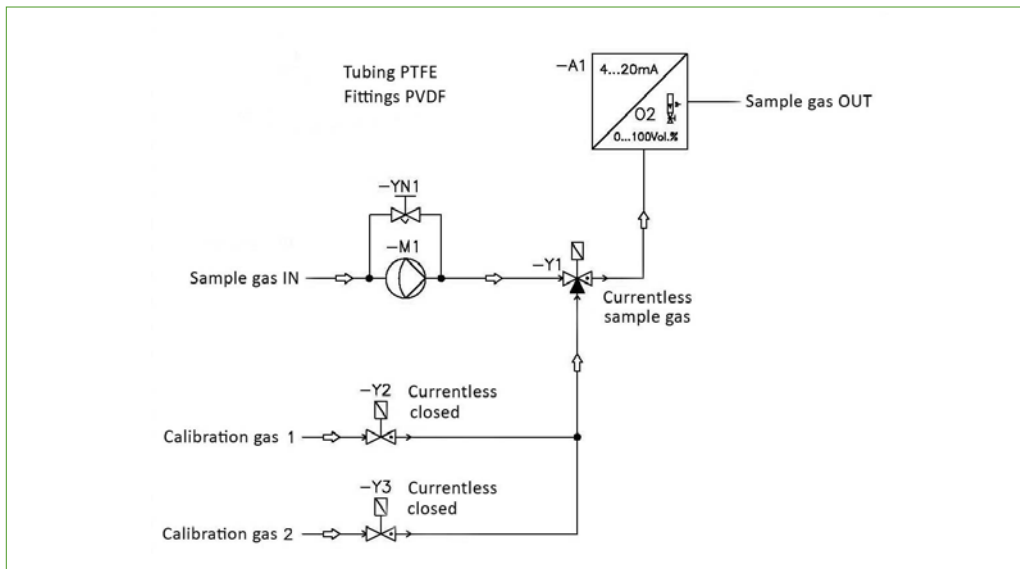 Tubing PTFE
Fittings PVDF
-A1
4...20mA
O2
0...100Vol.%
Sample gas OUT
-YN1
-M1
Sample gas IN
-Y1
Currentless
sample gas
-Y2
Currentless
closed
Calibration gas 1
-Y3
Currentless
closed
Calibration gas 2